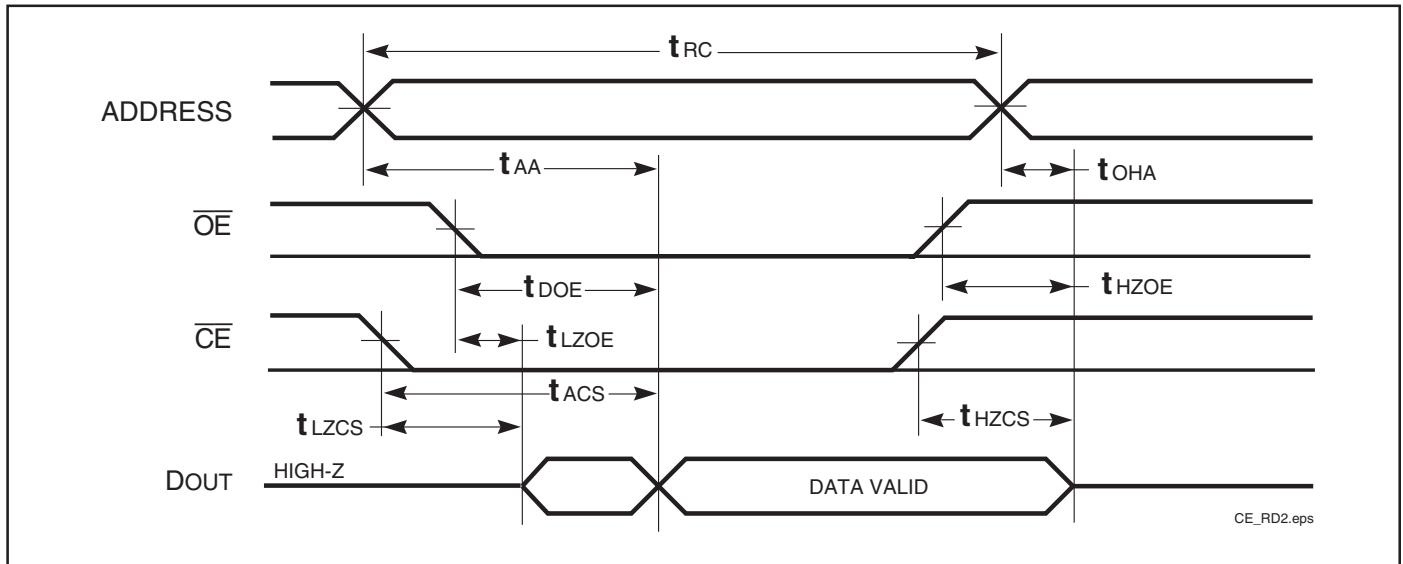 tRC
ADDRESS
tAA
tOHA
OE
tDOE
tHZOE
CE
tLZOE
tACS
tLZCS
tHZCS
DOUT
HIGH-Z
DATA VALID
CE_RD2.eps